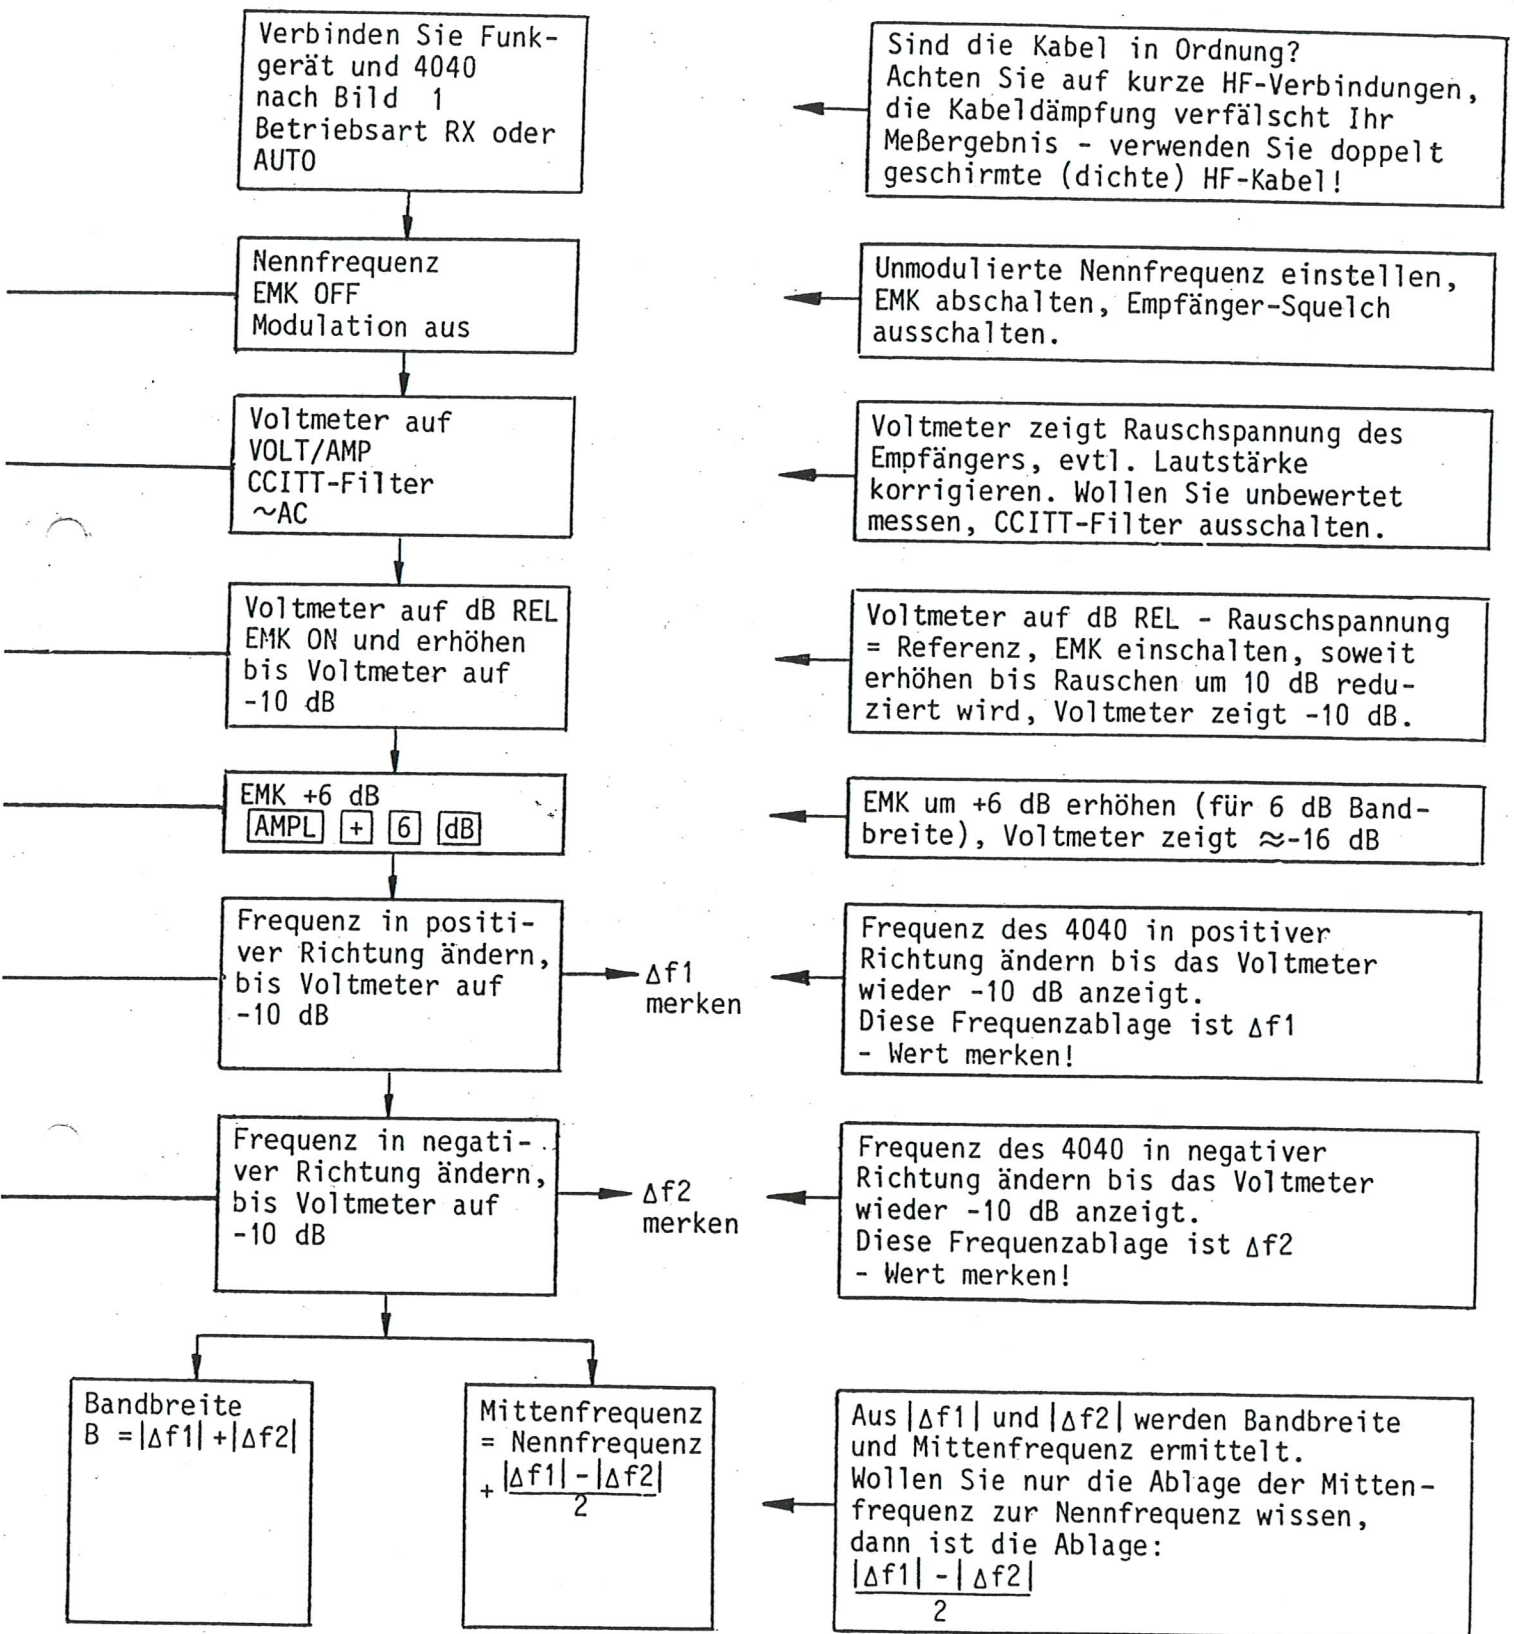 Verbinden Sie Funk-
gerät und 4040
nach Bild 1
Betriebsart RX oder
AUTO
Sind die Kabel in Ordnung?
Achten Sie auf kurze HF-Verbindungen,
die Kabeldämpfung verfälscht Ihr
Meßergebnis - verwenden Sie doppelt
geschirmte (dichte) HF-Kabel!
Nennfrequenz
EMK OFF
Modulation aus
Unmodulierte Nennfrequenz einstellen,
EMK abschalten, Empfänger-Squelch
ausschalten.
Voltmeter auf
VOLT/AMP
CCITT-Filter
~AC
Voltmeter zeigt Rauschspannung des
Empfängers, evtl. Lautstärke
korrigieren. Wollen Sie unbewertet
messen, CCITT-Filter ausschalten.
Voltmeter auf dB REL
EMK ON und erhöhen
bis Voltmeter auf
-10 dB
Voltmeter auf dB REL - Rauschspannung
= Referenz, EMK einschalten, soweit
erhöhen bis Rauschen um 10 dB redu-
ziert wird, Voltmeter zeigt -10 dB.
EMK +6 dB
AMPL + 6 dB
EMK um +6 dB erhöhen (für 6 dB Band-
breite), Voltmeter zeigt ≈-16 dB
Frequenz in positi-
ver Richtung ändern,
bis Voltmeter auf
-10 dB
Δf1
merken
Frequenz des 4040 in positiver
Richtung ändern bis das Voltmeter
wieder -10 dB anzeigt.
Diese Frequenzablage ist Δf1
- Wert merken!
Frequenz in negati-
ver Richtung ändern,
bis Voltmeter auf
-10 dB
Δf2
merken
Frequenz des 4040 in negativer
Richtung ändern bis das Voltmeter
wieder -10 dB anzeigt.
Diese Frequenzablage ist Δf2
- Wert merken!
Bandbreite
B =|Δf1|+|Δf2|
Mittenfrequenz
= Nennfrequenz
+ |Δf1|-|Δf2|
2
Aus |Δf1| und |Δf2| werden Bandbreite
und Mittenfrequenz ermittelt.
Wollen Sie nur die Ablage der Mitten-
frequenz zur Nennfrequenz wissen,
dann ist die Ablage:
|Δf1| - |Δf2|
2